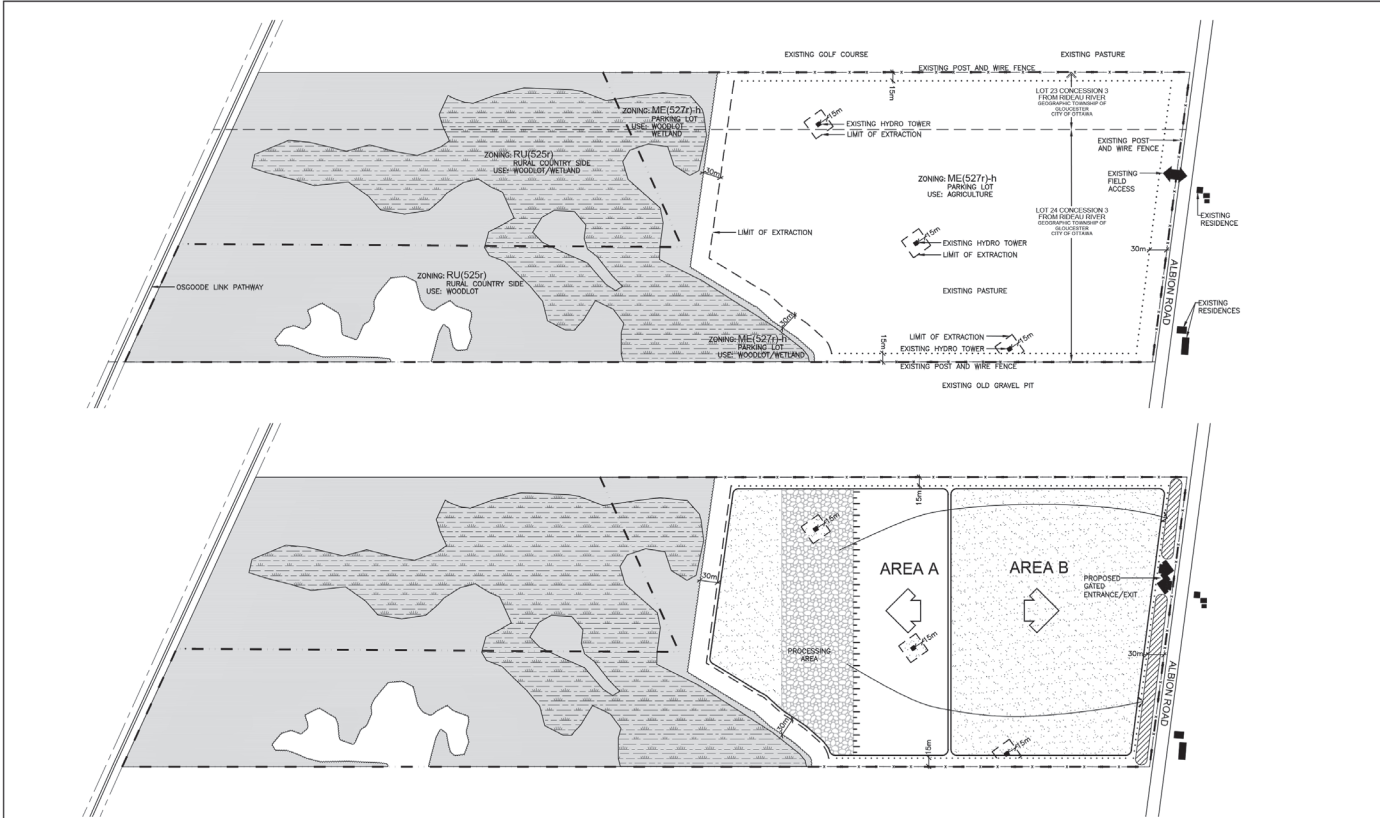 EXISTING GOLF COURSE
EXISTING PASTURE
EXISTING POST AND WIRE FENCE
15m
LOT 23 CONCESSION 3
FROM RIDEAU RIVER
GEOGRAPHIC TOWNSHIP OF
GLOUCESTER
CITY OF OTTAWA
ZONING: ME(527r)-h
PARKING LOT
USE: WOODLOT
WETLAND
15m
EXISTING HYDRO TOWER
LIMIT OF EXTRACTION
EXISTING POST
AND WIRE FENCE
ZONING: RU(525r)
RURAL COUNTRY SIDE
USE: WOODLOT/WETLAND
30m
ZONING: ME(527r)-h
PARKING LOT
USE: AGRICULTURE
EXISTING
FIELD
ACCESS
EXISTING
RESIDENCE
LOT 24 CONCESSION 3
FROM RIDEAU RIVER
GEOGRAPHIC TOWNSHIP OF
GLOUCESTER
CITY OF OTTAWA
LIMIT OF EXTRACTION
15m
EXISTING HYDRO TOWER
LIMIT OF EXTRACTION
30m
ALBION ROAD
ZONING: RU(525r)
RURAL COUNTRY SIDE
USE: WOODLOT
OSGOODE LINK PATHWAY
EXISTING PASTURE
EXISTING
RESIDENCES
30m
ZONING: ME(527r)-h
PARKING LOT
USE: WOODLOT/WETLAND
15m
LIMIT OF EXTRACTION
15m
EXISTING HYDRO TOWER
EXISTING POST AND WIRE FENCE
EXISTING OLD GRAVEL PIT
15m
15m
30m
AREA A
AREA B
PROPOSED
GATED
ENTRANCE/EXIT
15m
PROCESSING
AREA
30m
ALBION ROAD
30m
15m
15m